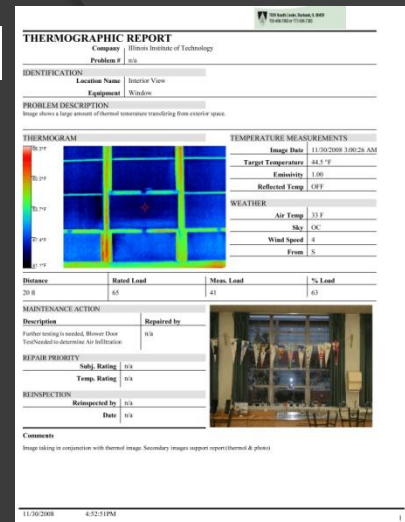 THERMOGRAPHIC REPORT
Company Illinois Institute of Technology
Problem # n/a
IDENTIFICATION
Location Name Interior View
Equipment Window
PROBLEM DESCRIPTION
Image shows a large amount of thermal temerature transfering from exterior space.
THERMOGRAM
TEMPERATURE MEASUREMENTS
Image Date 11/30/2008 3:00:26 AM
Target Temperature 44.5 °F
Emissivity 1.00
Reflected Temp OFF
WEATHER
Air Temp 33 F
Sky OC
Wind Speed 4
From S
Distance Rated Load Meas. Load % Load
20 ft 65 41 63
MAINTENANCE ACTION
Description Repaired by
Further testing is needed, Blower Door n/a
TestNeeded to determine Air Infiltration
REPAIR PRIORITY
Subj. Rating n/a
Temp. Rating n/a
REINSPECTION
Reinspected by n/a
Date n/a
Comments
Image taking in conjunction with thermol image. Secondary images support report(thermol & photo)
11/30/2008 4:52:51PM 1